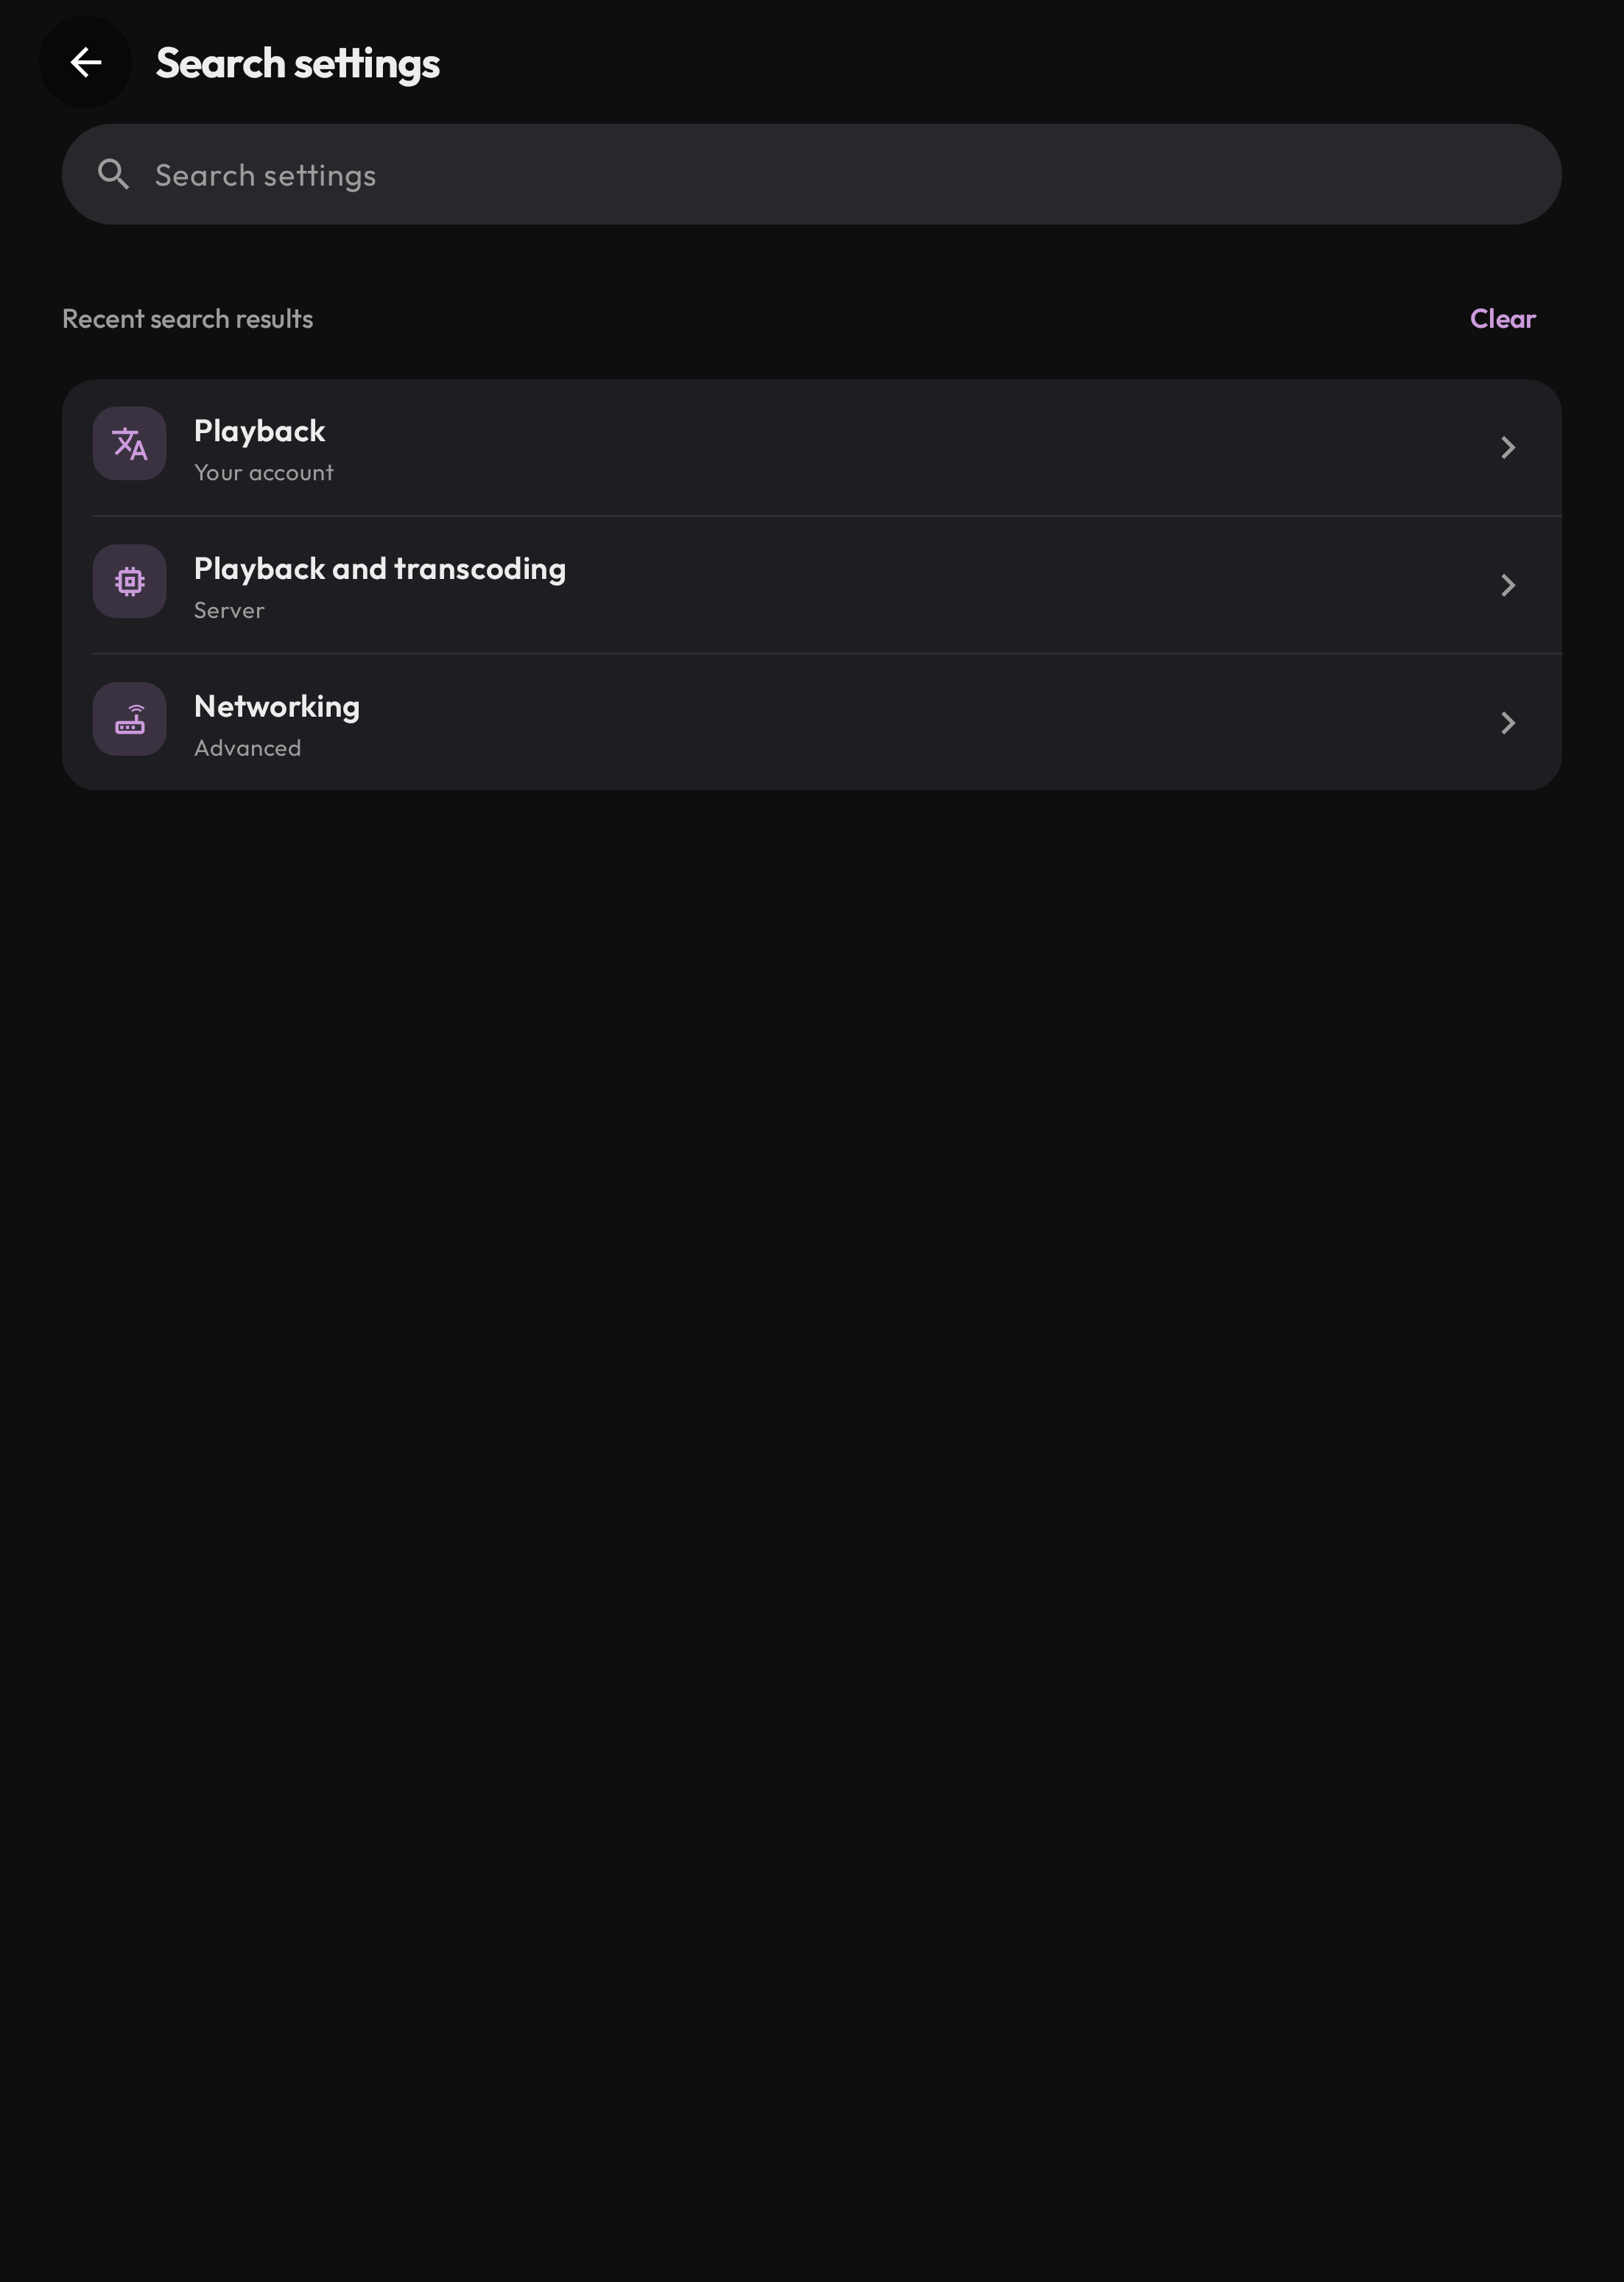 Search settings
Search settings
Recent search results
Clear
Playback
Your account
Playback and transcoding
Server
Networking
Advanced